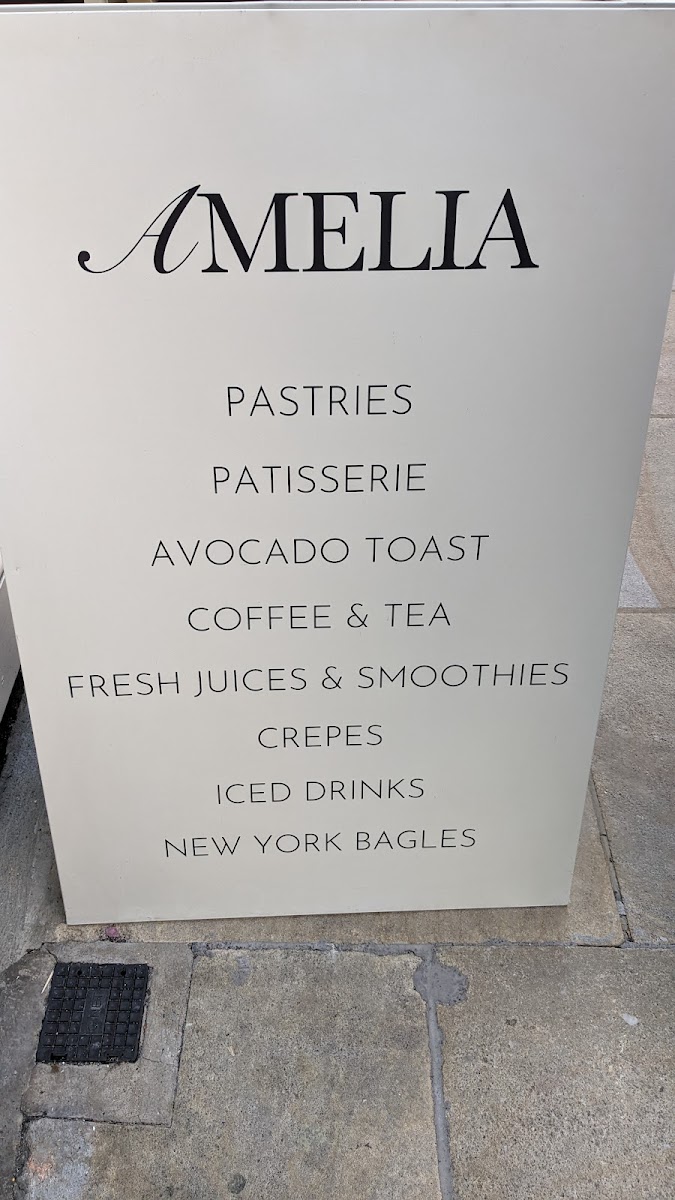 AMELIA
PASTRIES
PATISSERIE
AVOCADO TOAST
COFFEE & TEA
FRESH JUICES & SMOOTHIES
CREPES
ICED DRINKS
NEW YORK BAGLES